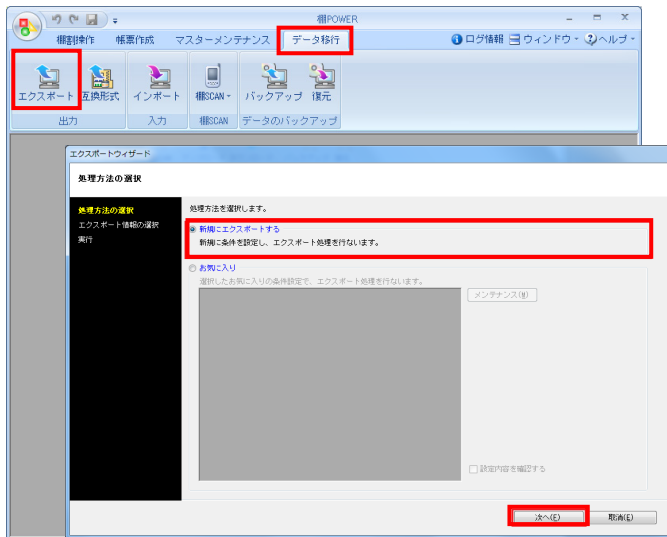 棚POWER
棚割操作 帳票作成 マスターメンテナンス データ移行 ログ情報 ウィンドウ ヘルプ
エクスポート 互換形式 インポート 棚SCAN バックアップ 復元
出力 入力 棚SCAN データのバックアップ
エクスポートウィザード
処理方法の選択
処理方法の選択
エクスポート情報の選択
実行
処理方法を選択します。
新規にエクスポートする
新規に条件を設定し、エクスポート処理を行ないます。
お気に入り
選択したお気に入りの条件設定で、エクスポート処理を行ないます。
メンテナンス(M)
設定内容を確認する
次へ(E) 取消(E)